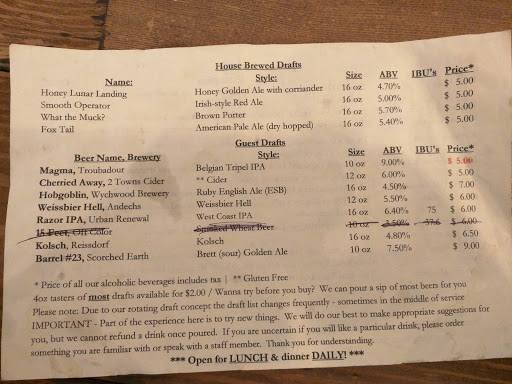 House Brewed Drafts
Name: Style: Size ABV IBU's Price*
Honey Lunar Landing Honey Golden Ale with corriander 16 oz 4.70% $ 5.00
Smooth Operator Irish-style Red Ale 16 oz 5.00% $ 5.00
What the Muck? Brown Porter 16 oz 5.70% $ 5.00
Fox Tail American Pale Ale (dry hopped) 16 oz 5.40% $ 5.00
Guest Drafts
Beer Name, Brewery Style: Size ABV IBU's Price*
Magma, Troubadour Belgian Tripel IPA 10 oz 9.00% $ 5.00
Cherried Away, 2 Towns Cider ** Cider 12 oz 6.00% $ 5.00
Hobgoblin, Wychwood Brewery Ruby English Ale (ESB) 16 oz 4.50% $ 7.00
Weissbier Hell, Andechs Weissbier Hell 12 oz 5.50% $ 6.00
Razor IPA, Urban Renewal West Coast IPA 16 oz 6.40% 75 $ 6.00
15 Feet, Off Color Smoked Wheat Beer 10 oz 3.50% 37.6 $ 6.00
Kolsch, Reissdorf Kolsch 16 oz 4.80% $ 6.50
Barrel #23, Scorched Earth Brett (sour) Golden Ale 10 oz 7.50% $ 9.00
* Price of all our alcoholic beverages includes tax | ** Gluten Free
4oz tasters of most drafts available for $2.00 / Wanna try before you buy? We can pour a sip of most beers for you
Please note: Due to our rotating draft concept the draft list changes frequently - sometimes in the middle of service
IMPORTANT - Part of the experience here is to try new things. We will do our best to make appropriate suggestions for
you, but we cannot refund a drink once poured. If you are uncertain if you will like a particular drink, please order
something you are familiar with or speak with a staff member. Thank you for understanding.
*** Open for LUNCH & dinner DAILY! ***